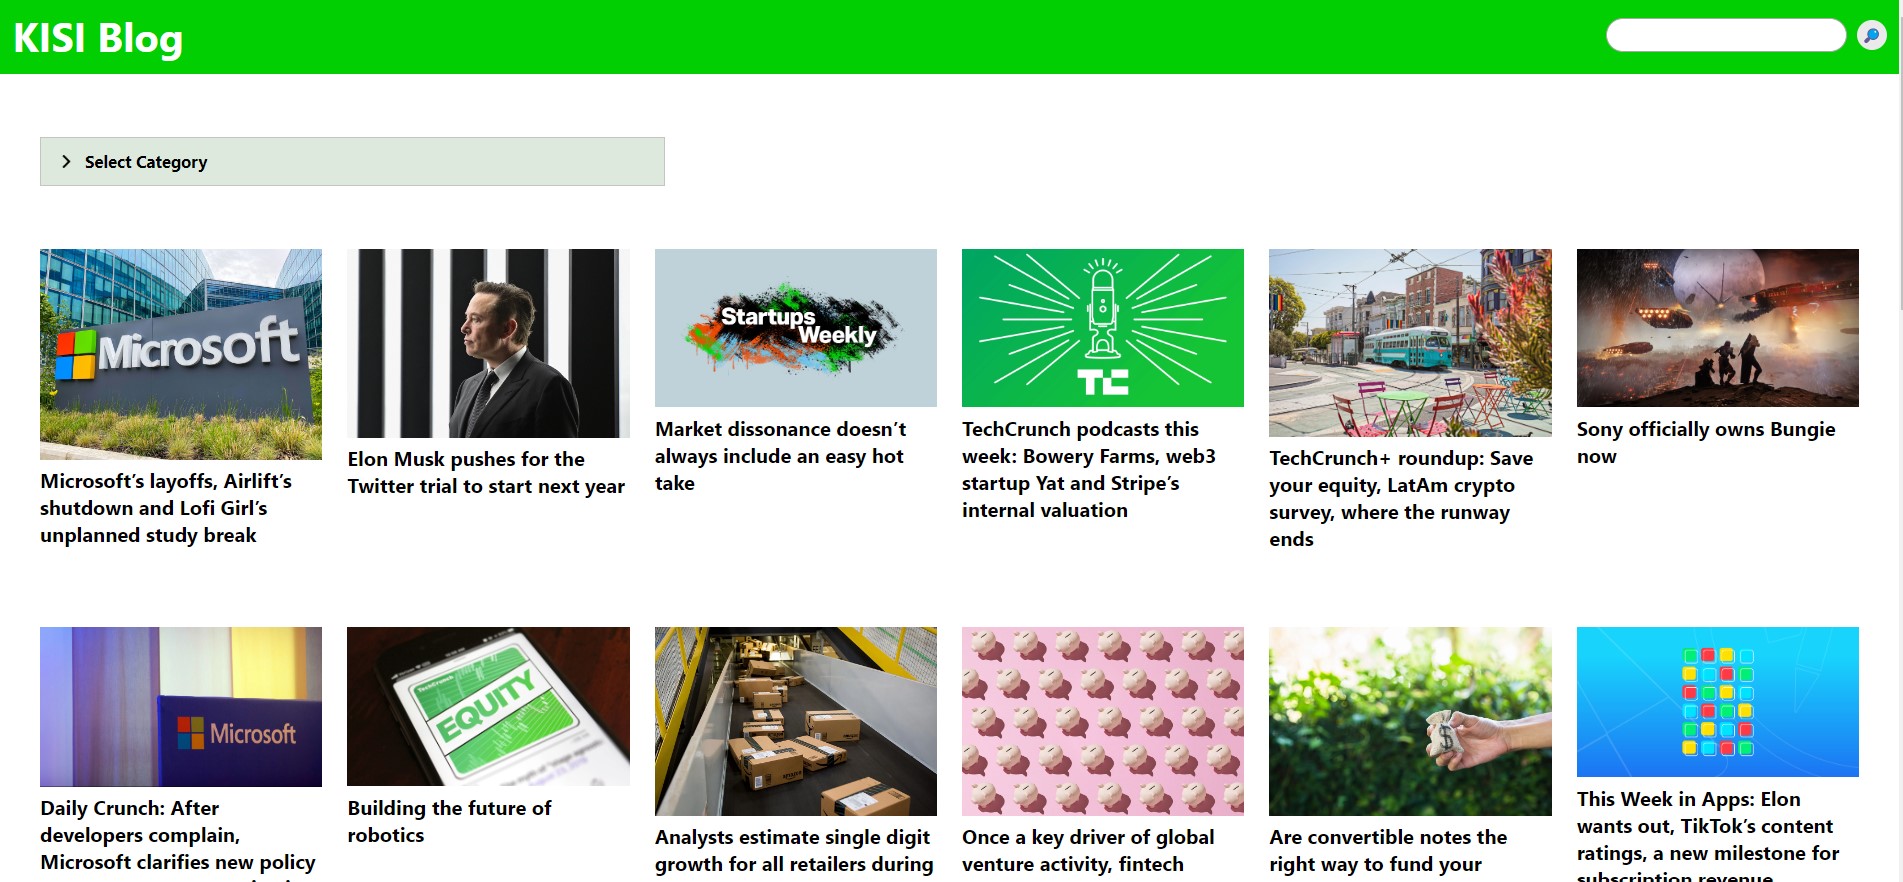 KISI Blog
Select Category
Microsoft
Startups
Weekly
TC
Microsoft’s layoffs, Airlift’s
shutdown and Lofi Girl’s
unplanned study break
Elon Musk pushes for the
Twitter trial to start next year
Market dissonance doesn’t
always include an easy hot
take
TechCrunch podcasts this
week: Bowery Farms, web3
startup Yat and Stripe’s
internal valuation
TechCrunch+ roundup: Save
your equity, LatAm crypto
survey, where the runway
ends
Sony officially owns Bungie
now
Microsoft
TechCrunch
EQUITY
$
Daily Crunch: After
developers complain,
Microsoft clarifies new policy
Building the future of
robotics
Analysts estimate single digit
growth for all retailers during
Once a key driver of global
venture activity, fintech
Are convertible notes the
right way to fund your
This Week in Apps: Elon
wants out, TikTok’s content
ratings, a new milestone for
subscription revenue